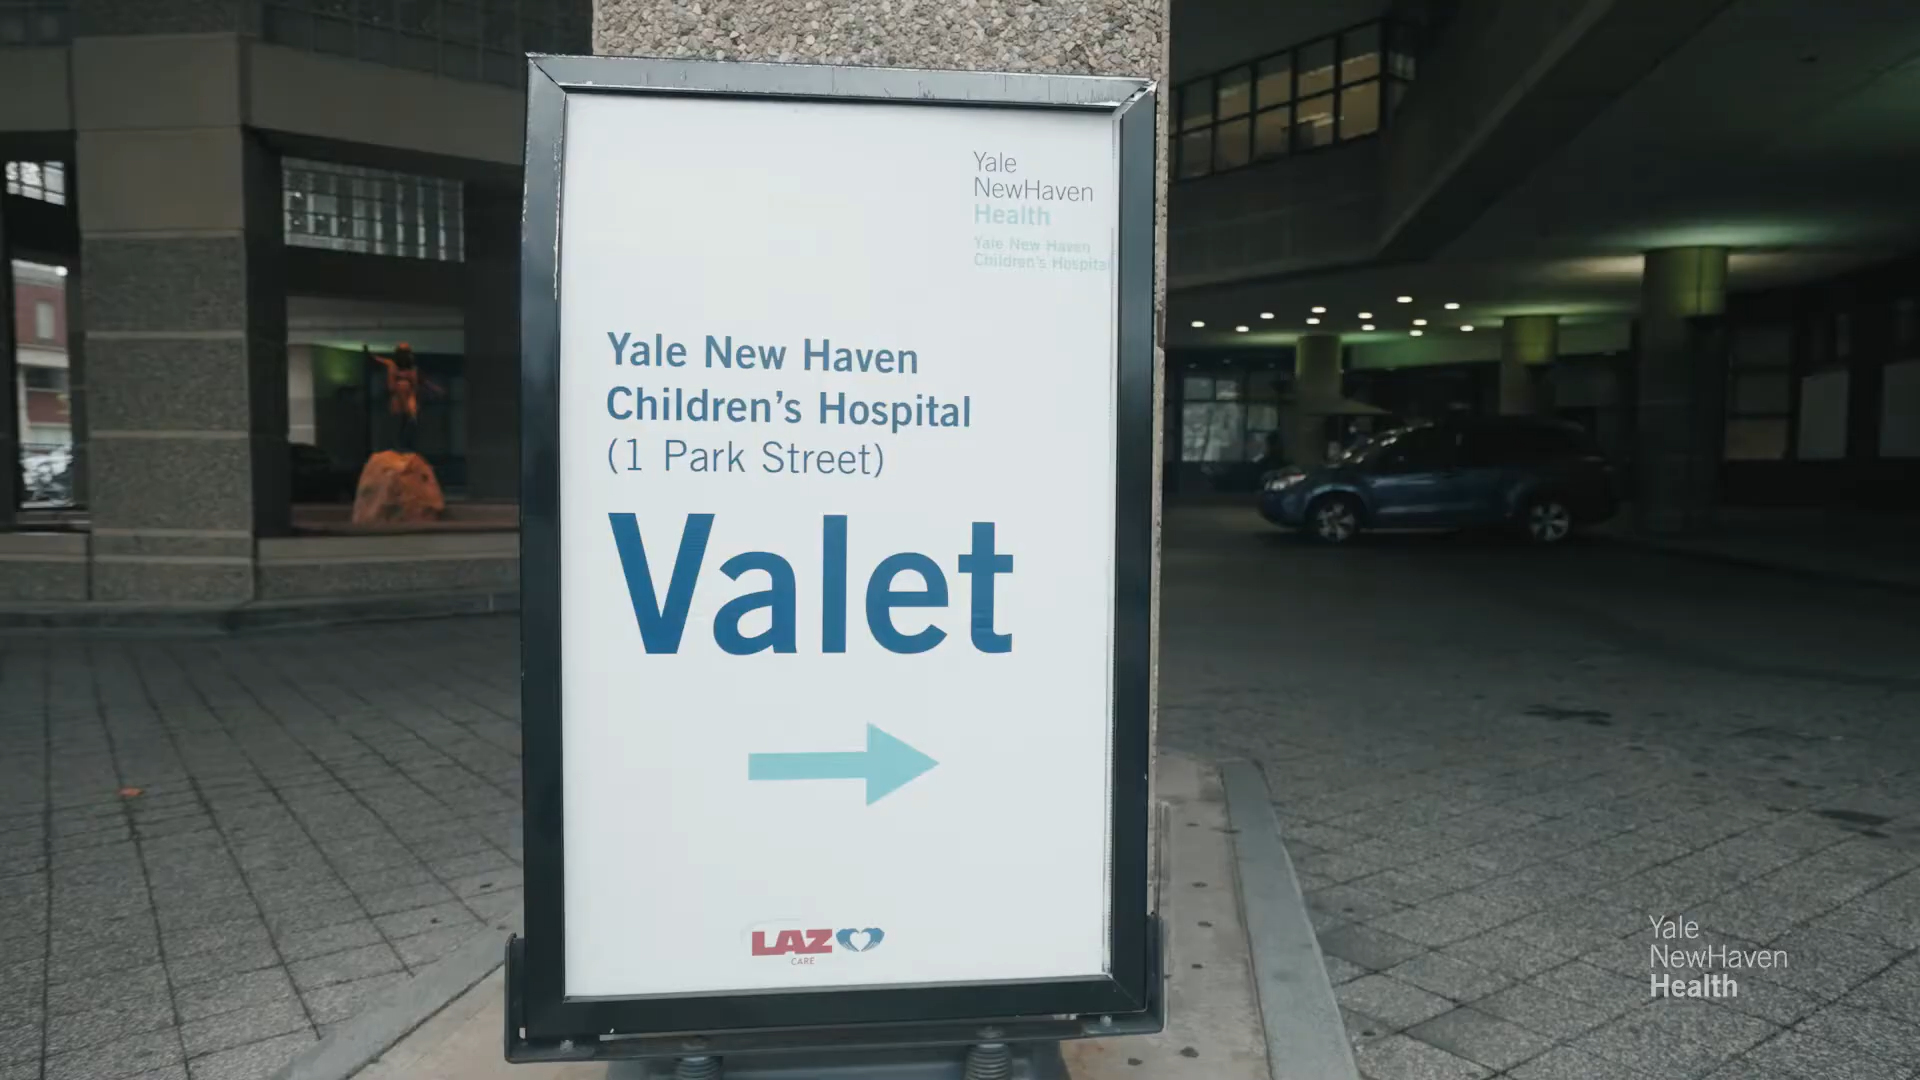 Yale
NewHaven
Health
Yale New Haven
Children's Hospital
Yale New Haven
Children's Hospital
(1 Park Street)
Valet
LAZ
CARE
Yale
NewHaven
Health